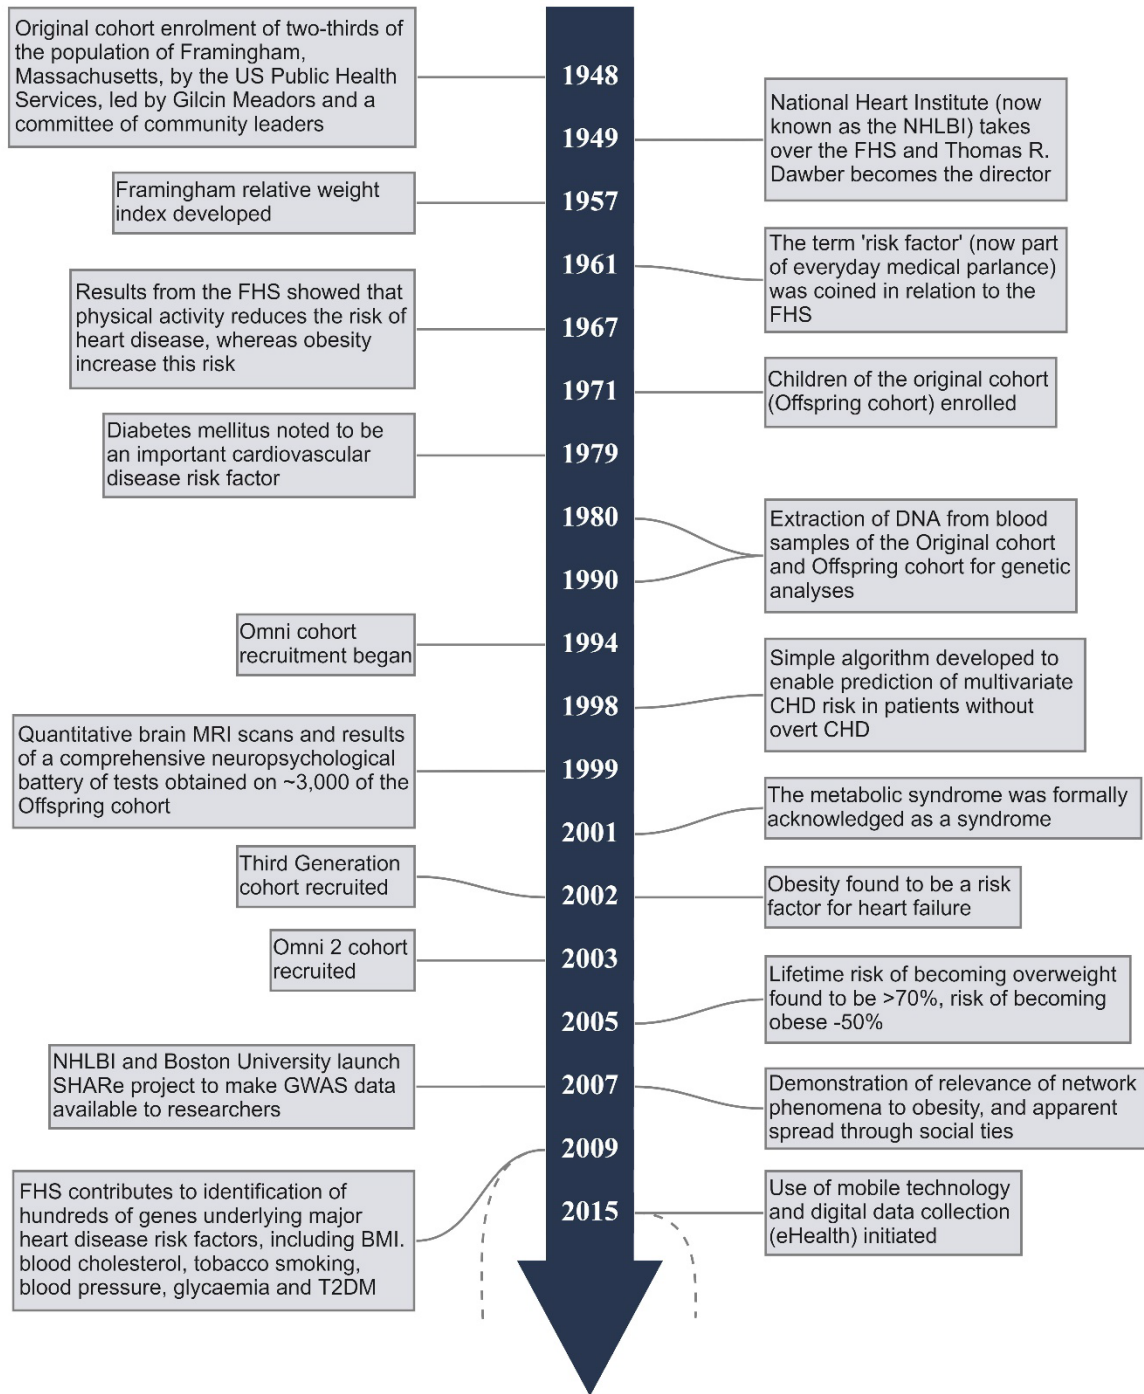 Original cohort enrolment of two-thirds of
the population of Framingham,
Massachusetts, by the US Public Health
Services, led by Gilcin Meadors and a
committee of community leaders
1948
1949
National Heart Institute (now
known as the NHLBI) takes
over the FHS and Thomas R.
Dawber becomes the director
Framingham relative weight
index developed
1957
1961
The term 'risk factor' (now part
of everyday medical parlance)
was coined in relation to the
FHS
Results from the FHS showed that
physical activity reduces the risk of
heart disease, whereas obesity
increase this risk
1967
1971
Children of the original cohort
(Offspring cohort) enrolled
Diabetes mellitus noted to be
an important cardiovascular
disease risk factor
1979
1980
1990
Extraction of DNA from blood
samples of the Original cohort
and Offspring cohort for genetic
analyses
Omni cohort
recruitment began
1994
1998
Simple algorithm developed to
enable prediction of multivariate
CHD risk in patients without
overt CHD
Quantitative brain MRI scans and results
of a comprehensive neuropsychological
battery of tests obtained on ~3,000 of the
Offspring cohort
1999
2001
The metabolic syndrome was formally
acknowledged as a syndrome
Third Generation
cohort recruited
2002
Obesity found to be a risk
factor for heart failure
Omni 2 cohort
recruited
2003
2005
Lifetime risk of becoming overweight
found to be >70%, risk of becoming
obese -50%
NHLBI and Boston University launch
SHARe project to make GWAS data
available to researchers
2007
Demonstration of relevance of network
phenomena to obesity, and apparent
spread through social ties
2009
FHS contributes to identification of
hundreds of genes underlying major
heart disease risk factors, including BMI.
blood cholesterol, tobacco smoking,
blood pressure, glycaemia and T2DM
2015
Use of mobile technology
and digital data collection
(eHealth) initiated